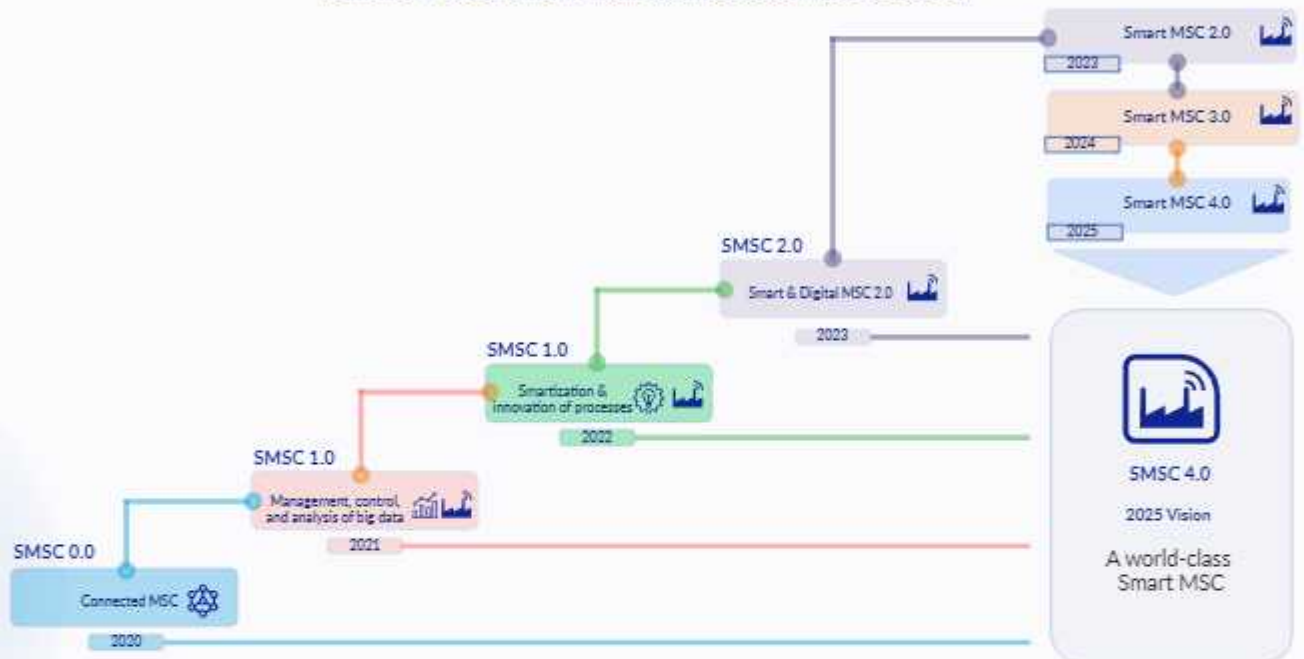 Smart MSC 2.0
2023
Smart MSC 3.0
2024
Smart MSC 4.0
2025
SMSC 2.0
Smart & Digital MSC 2.0
2023
SMSC 1.0
Smartization &
innovation of processes
2022
SMSC 1.0
Management, control,
and analysis of big data
2021
SMSC 0.0
Connected MSC
2020
SMSC 4.0
2025 Vision
A world-class
Smart MSC